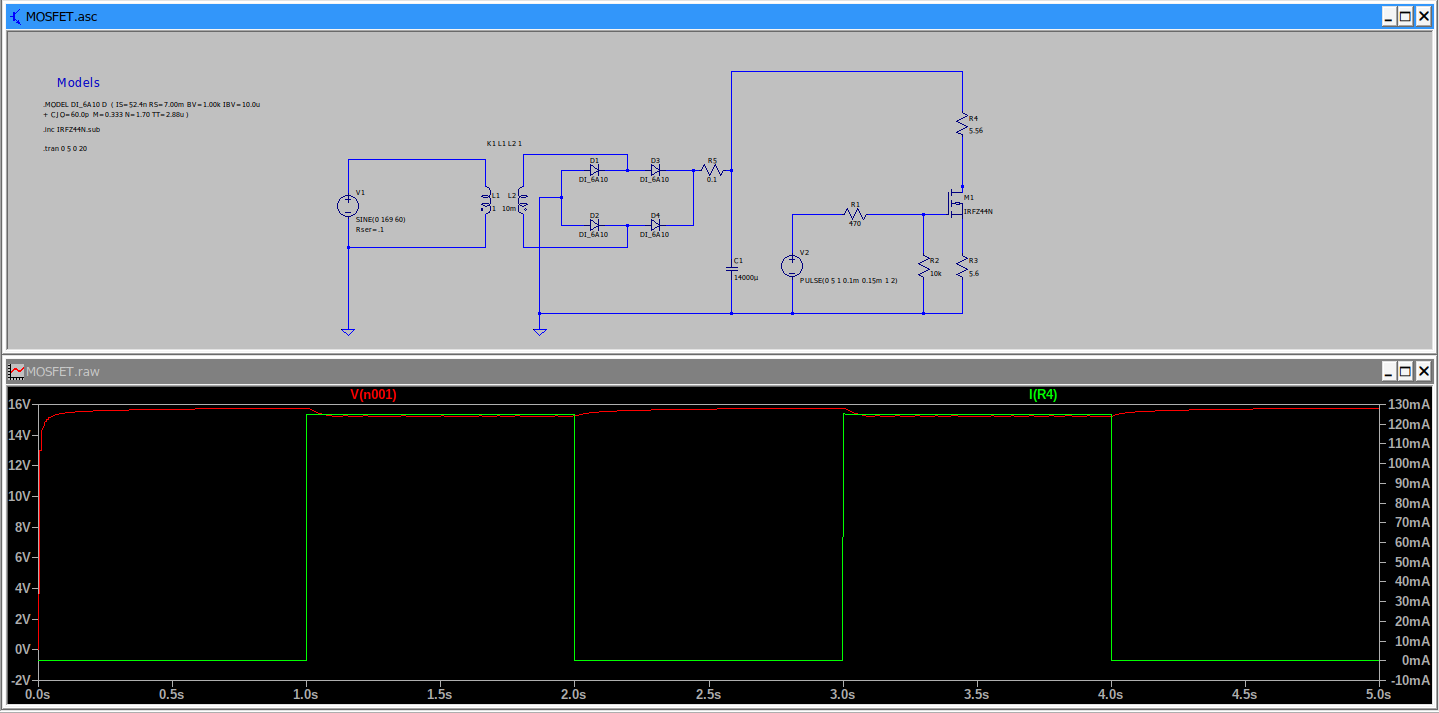 MOSFET.asc
Models
.MODEL DI_6A10 D ( IS=52.4n RS=7.00m BV=1.00k IBV=10.0u
+ CJO=60.0p M=0.333 N=1.70 TT=2.88u )
.inc IRFZ44N.sub
.tran 0 5 0 20
K1 L1 L2 1
V1
SINE(0 169 60)
Rser=.1
L1
1
L2
10m
D1
DI_6A10
D3
DI_6A10
D2
DI_6A10
D4
DI_6A10
R5
0.1
C1
14000µ
V2
PULSE(0 5 1 0.1m 0.15m 1 2)
R1
470
R2
10k
R4
5.56
M1
IRFZ44N
R3
5.6
MOSFET.raw
V(n001)
I(R4)
16V
14V
12V
10V
8V
6V
4V
2V
0V
-2V
130mA
120mA
110mA
100mA
90mA
80mA
70mA
60mA
50mA
40mA
30mA
20mA
10mA
0mA
-10mA
0.0s 0.5s 1.0s 1.5s 2.0s 2.5s 3.0s 3.5s 4.0s 4.5s 5.0s